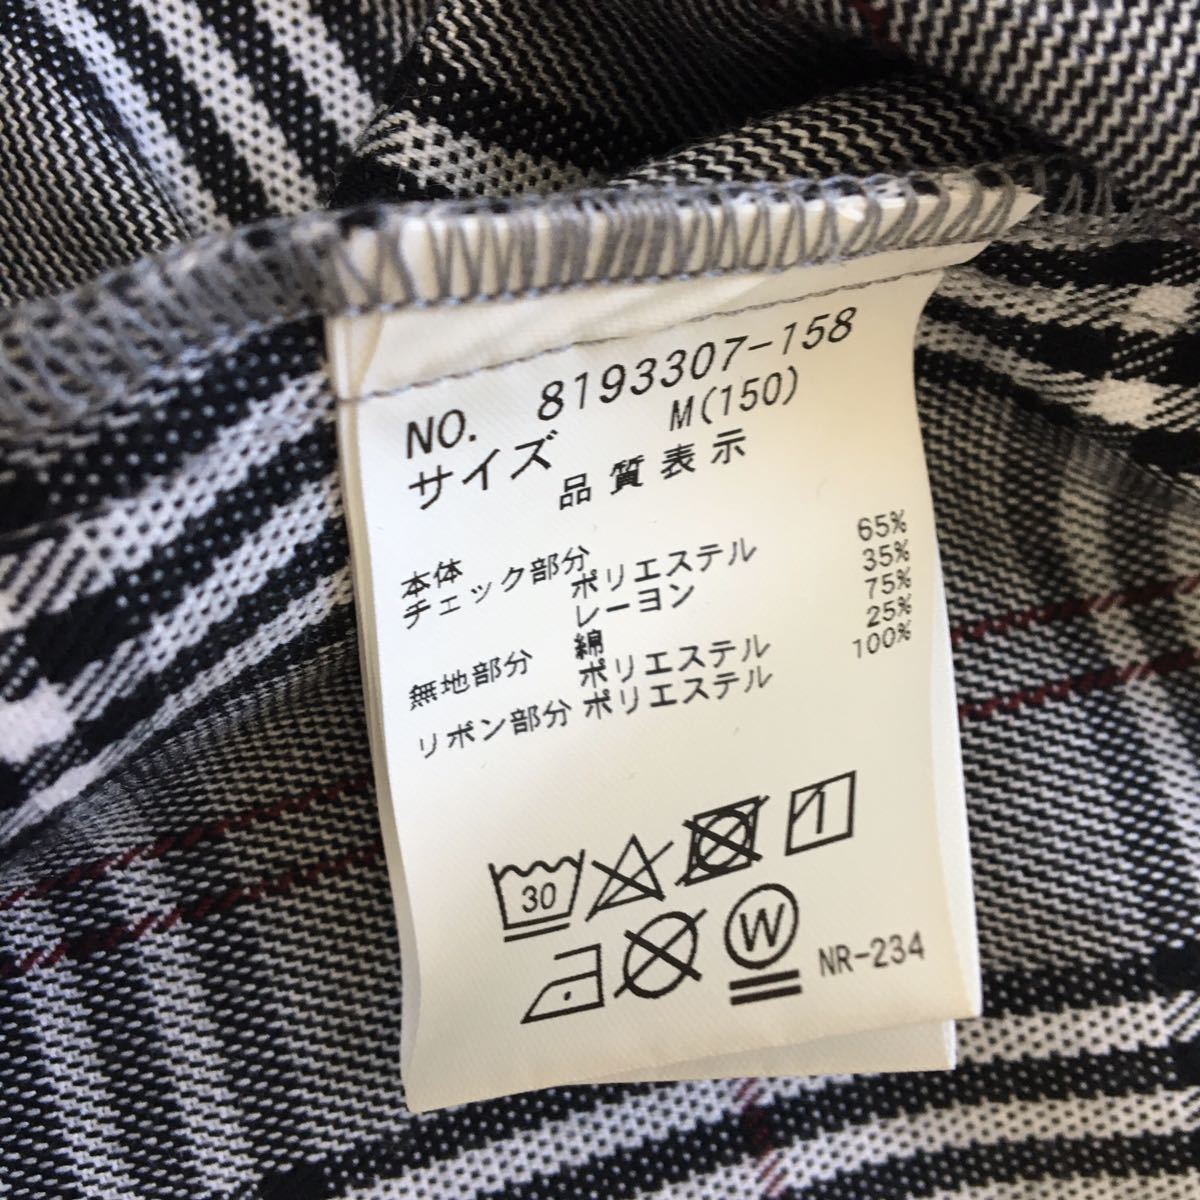 NO. 8193307-158
サイズ M(150)
品質表示
本体
チェック部分 ポリエステル 65%
レーヨン 35%
無地部分 綿 75%
ポリエステル 25%
リボン部分 ポリエステル 100%
30
W NR-234